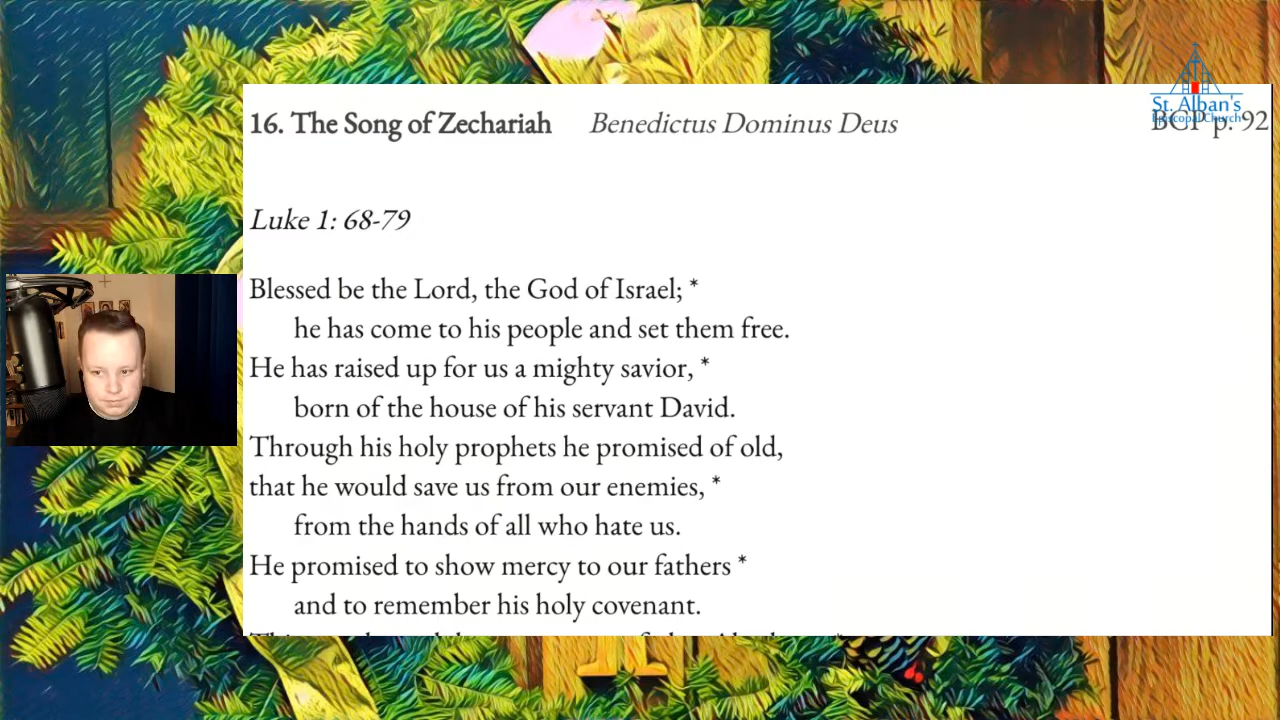 16. The Song of Zechariah Benedictus Dominus Deus BCP p. 92
St. Alban's
Episcopal Church
Luke 1: 68-79
Blessed be the Lord, the God of Israel; *
he has come to his people and set them free.
He has raised up for us a mighty savior, *
born of the house of his servant David.
Through his holy prophets he promised of old,
that he would save us from our enemies, *
from the hands of all who hate us.
He promised to show mercy to our fathers *
and to remember his holy covenant.